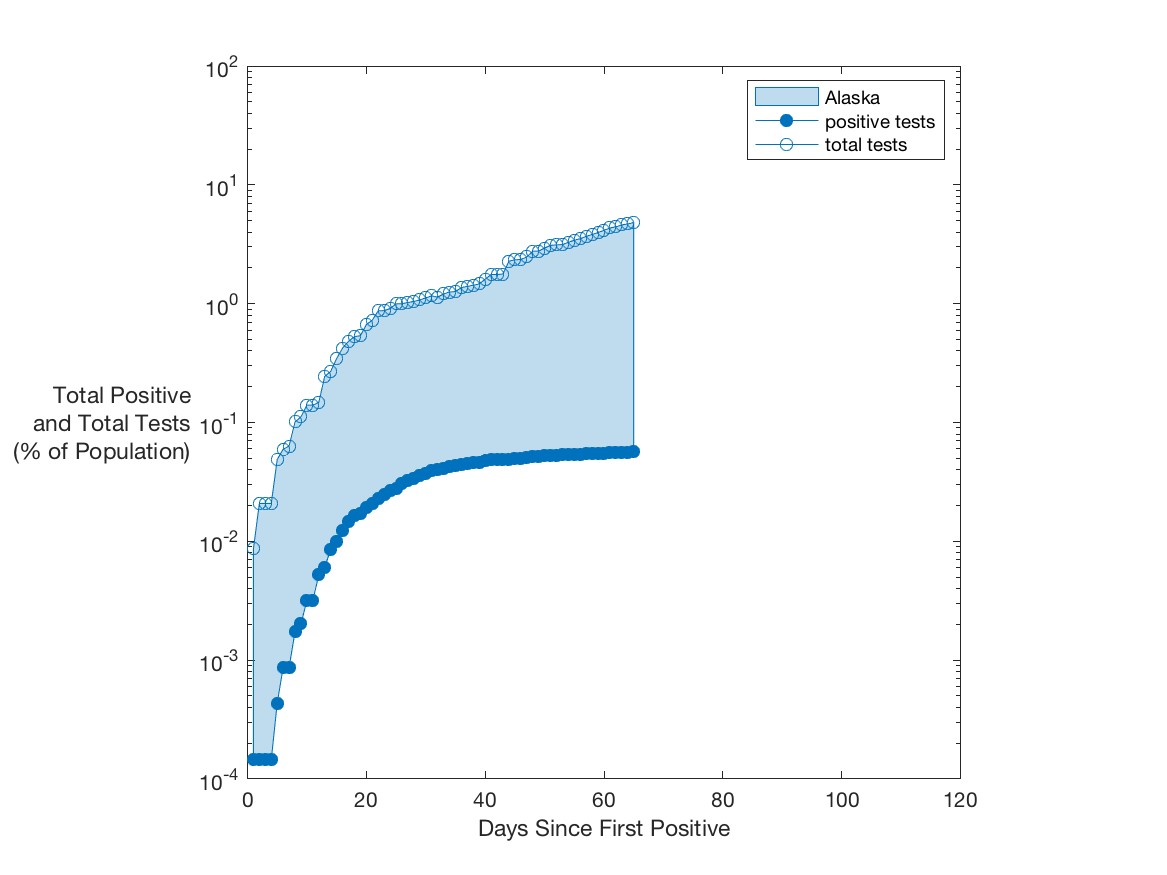 10^2
10^1
10^0
10^-1
10^-2
10^-3
10^-4
Total Positive
and Total Tests
(% of Population)
Alaska
positive tests
total tests
0 20 40 60 80 100 120
Days Since First Positive